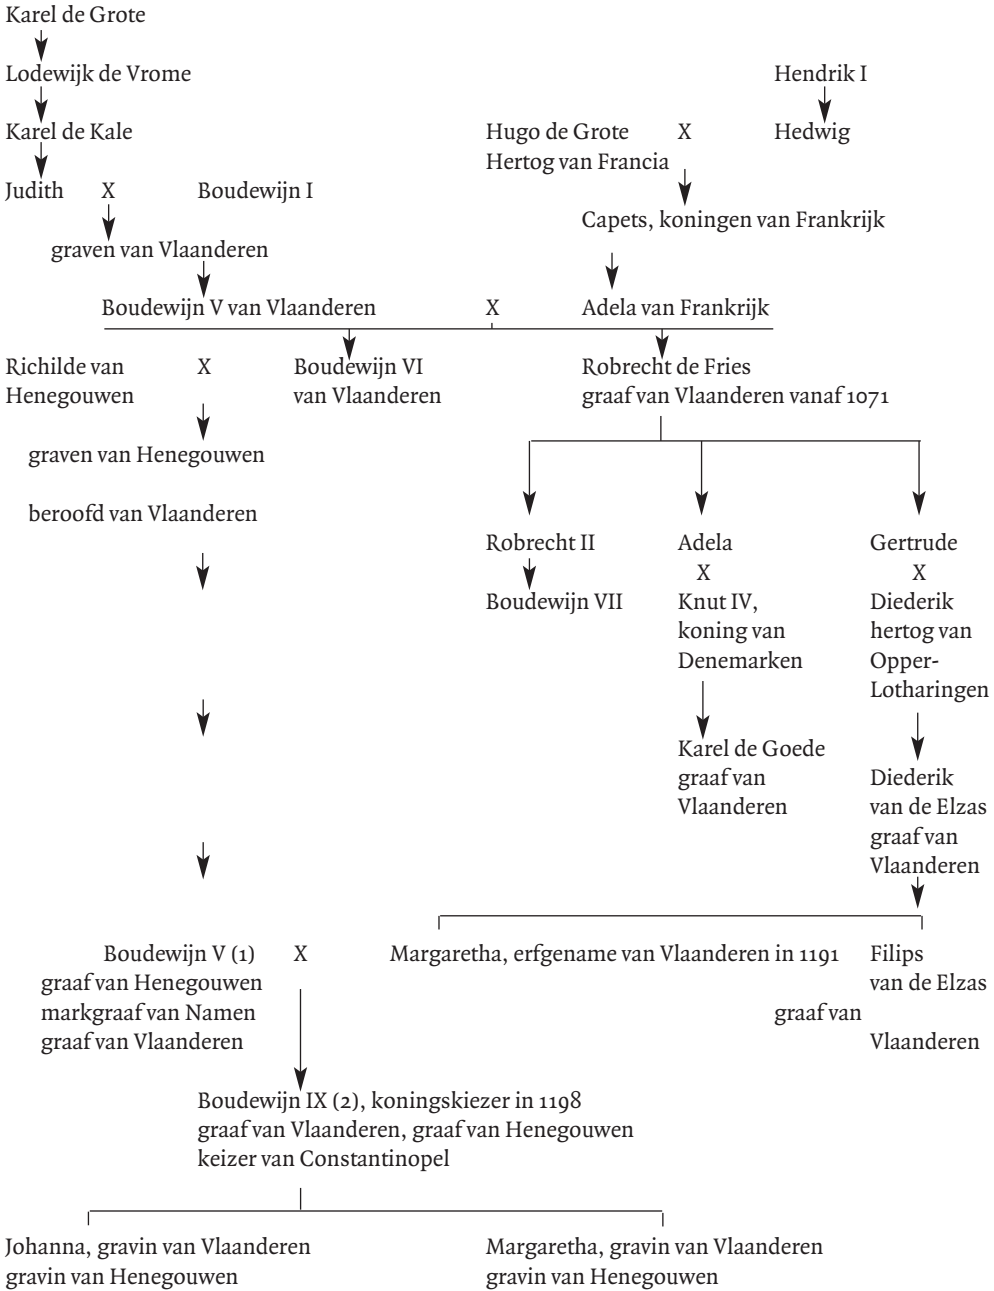 Karel de Grote
Lodewijk de Vrome
Hendrik I
Karel de Kale
Hugo de Grote X Hedwig
Hertog van Francia
Judith X Boudewijn I
Capets, koningen van Frankrijk
graven van Vlaanderen
Boudewijn V van Vlaanderen X Adela van Frankrijk
Richilde van
Henegouwen
X
Boudewijn VI
van Vlaanderen
Robrecht de Fries
graaf van Vlaanderen vanaf 1071
graven van Henegouwen
beroofd van Vlaanderen
Robrecht II
Boudewijn VII
Adela
X
Knut IV,
koning van
Denemarken
Karel de Goede
graaf van
Vlaanderen
Gertrude
X
Diederik
hertog van
Opper-
Lotharingen
Diederik
van de Elzas
graaf van
Vlaanderen
Boudewijn V (1)
graaf van Henegouwen
markgraaf van Namen
graaf van Vlaanderen
X
Margaretha, erfgename van Vlaanderen in 1191
Filips
van de Elzas
graaf van
Vlaanderen
Boudewijn IX (2), koningskiezer in 1198
graaf van Vlaanderen, graaf van Henegouwen
keizer van Constantinopel
Johanna, gravin van Vlaanderen
gravin van Henegouwen
Margaretha, gravin van Vlaanderen
gravin van Henegouwen